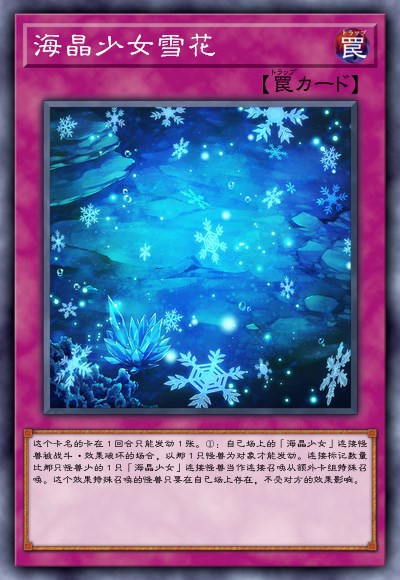 海晶少女雪花
トラップ
罠
トラップ
【罠カード】
这个卡名的卡在1回合只能发动1张。①：自己场上的「海晶少女」连接怪
兽被战斗·效果破坏的场合，以那1只怪兽为对象才能发动。连接标记数量
比那只怪兽少的1只「海晶少女」连接怪兽当作连接召唤从额外卡组特殊召
唤。这个效果特殊召唤的怪兽只要在自己场上存在，不受对方的效果影响。